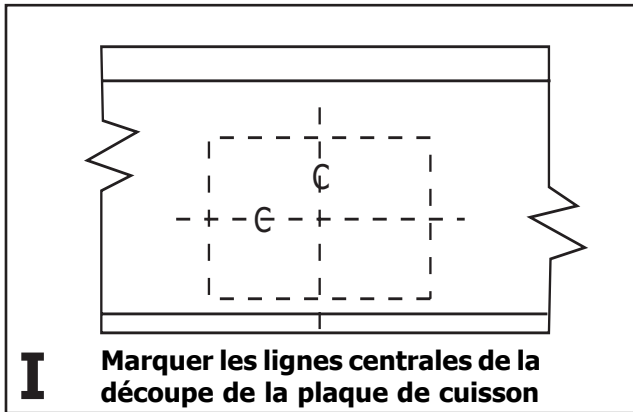 C
C
I
Marquer les lignes centrales de la
découpe de la plaque de cuisson